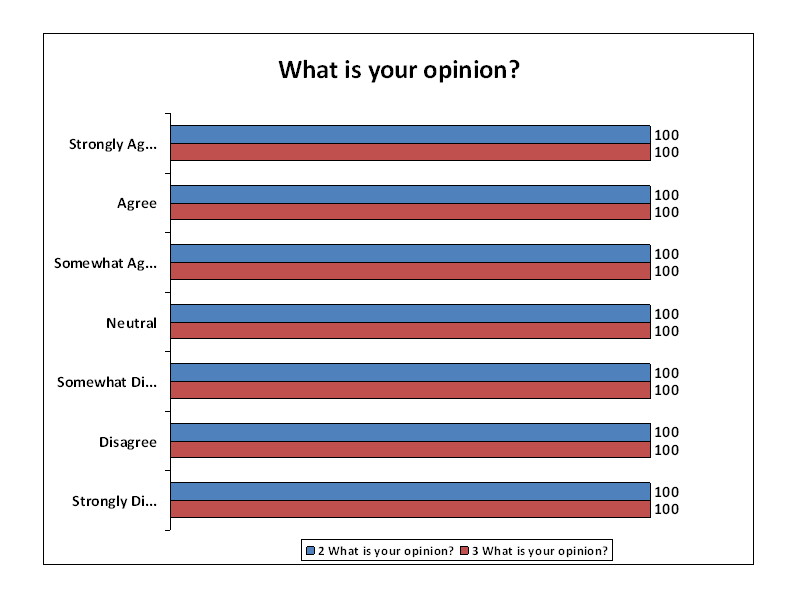 What is your opinion?
Strongly Ag...
100
100
Agree
100
100
Somewhat Ag...
100
100
Neutral
100
100
Somewhat Di...
100
100
Disagree
100
100
Strongly Di...
100
100
2 What is your opinion? 3 What is your opinion?